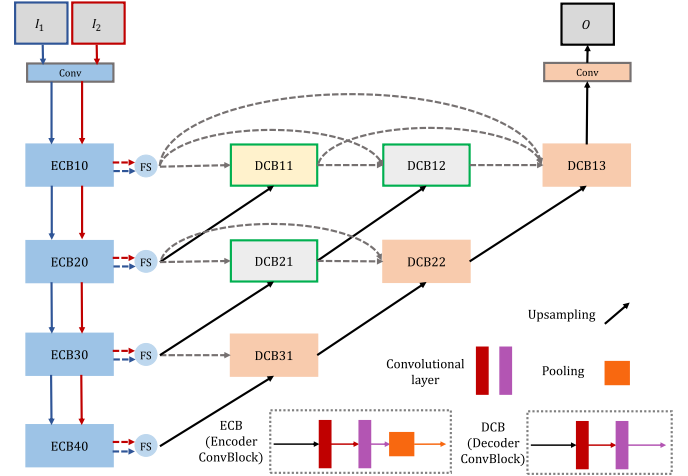 I₁ I₂ O
Conv Conv
ECB10 FS DCB11 DCB12 DCB13
ECB20 FS DCB21 DCB22
Upsampling
ECB30 FS DCB31
Convolutional
layer
Pooling
ECB40 FS
ECB
(Encoder
ConvBlock)
DCB
(Decoder
ConvBlock)